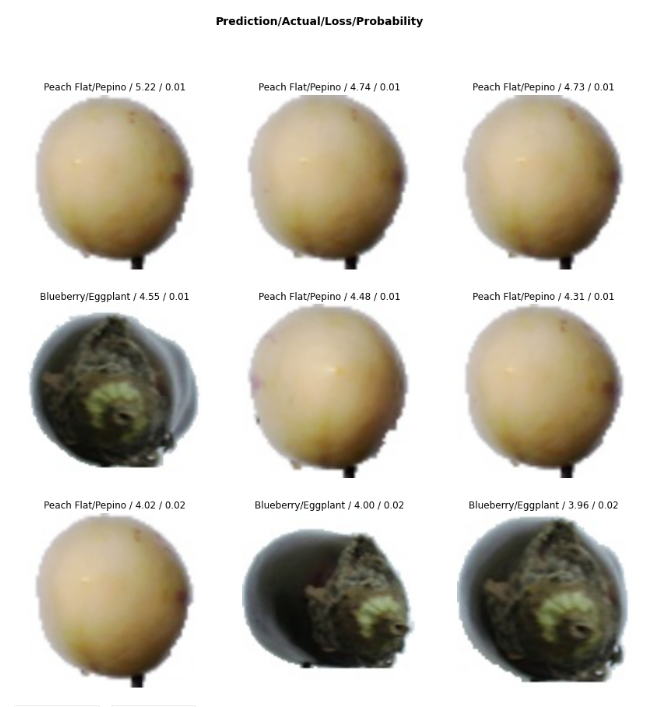 Prediction/Actual/Loss/Probability
Peach Flat/Pepino / 5.22 / 0.01
Peach Flat/Pepino / 4.74 / 0.01
Peach Flat/Pepino / 4.73 / 0.01
Blueberry/Eggplant / 4.55 / 0.01
Peach Flat/Pepino / 4.48 / 0.01
Peach Flat/Pepino / 4.31 / 0.01
Peach Flat/Pepino / 4.02 / 0.02
Blueberry/Eggplant / 4.00 / 0.02
Blueberry/Eggplant / 3.96 / 0.02